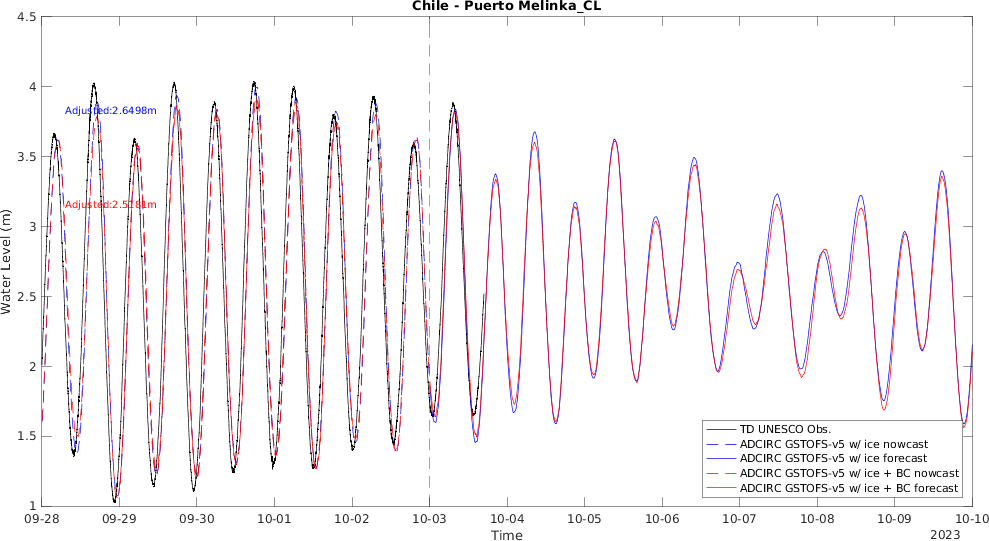 Chile - Puerto Melinka_CL
4.5
4
3.5
3
2.5
2
1.5
1
Water Level (m)
Adjusted:2.6498m
Adjusted:2.5181m
TD UNESCO Obs.
ADCIRC GSTOFS-v5 w/ ice nowcast
ADCIRC GSTOFS-v5 w/ ice forecast
ADCIRC GSTOFS-v5 w/ ice + BC nowcast
ADCIRC GSTOFS-v5 w/ ice + BC forecast
09-28 09-29 09-30 10-01 10-02 10-03 10-04 10-05 10-06 10-07 10-08 10-09 10-10
Time
2023